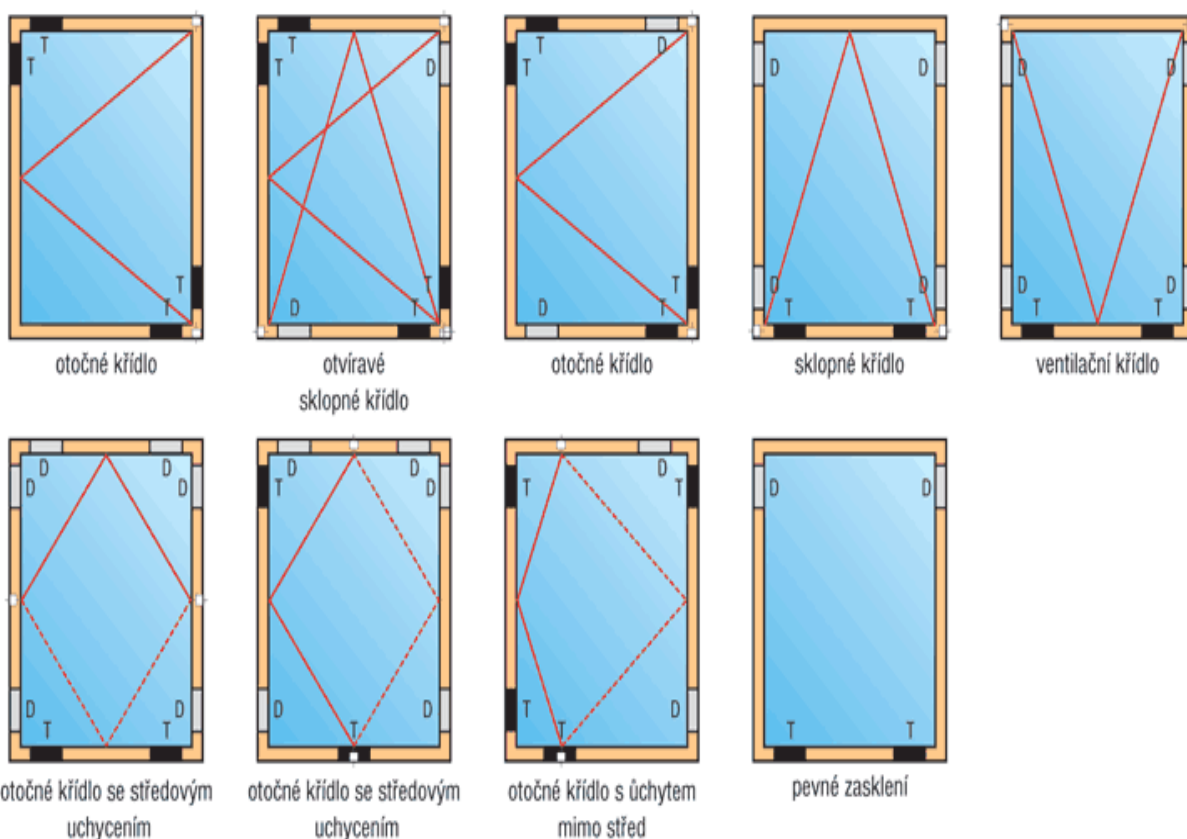 T
T
T
T
otočné křídlo
T
T D
T
D T
otvíravé
sklopné křídlo
T D
T
T
D T
otočné křídlo
D D
D D
T T
sklopné křídlo
D D
D D
T T
ventilační křídlo
D D
D D
D D
T T
otočné křídlo se středovým
uchycením
D D
T D
D D
T
otočné křídlo se středovým
uchycením
D
T T
T D
T
otočné křídlo s ûchytem
mimo střed
D D
T T
pevné zasklení